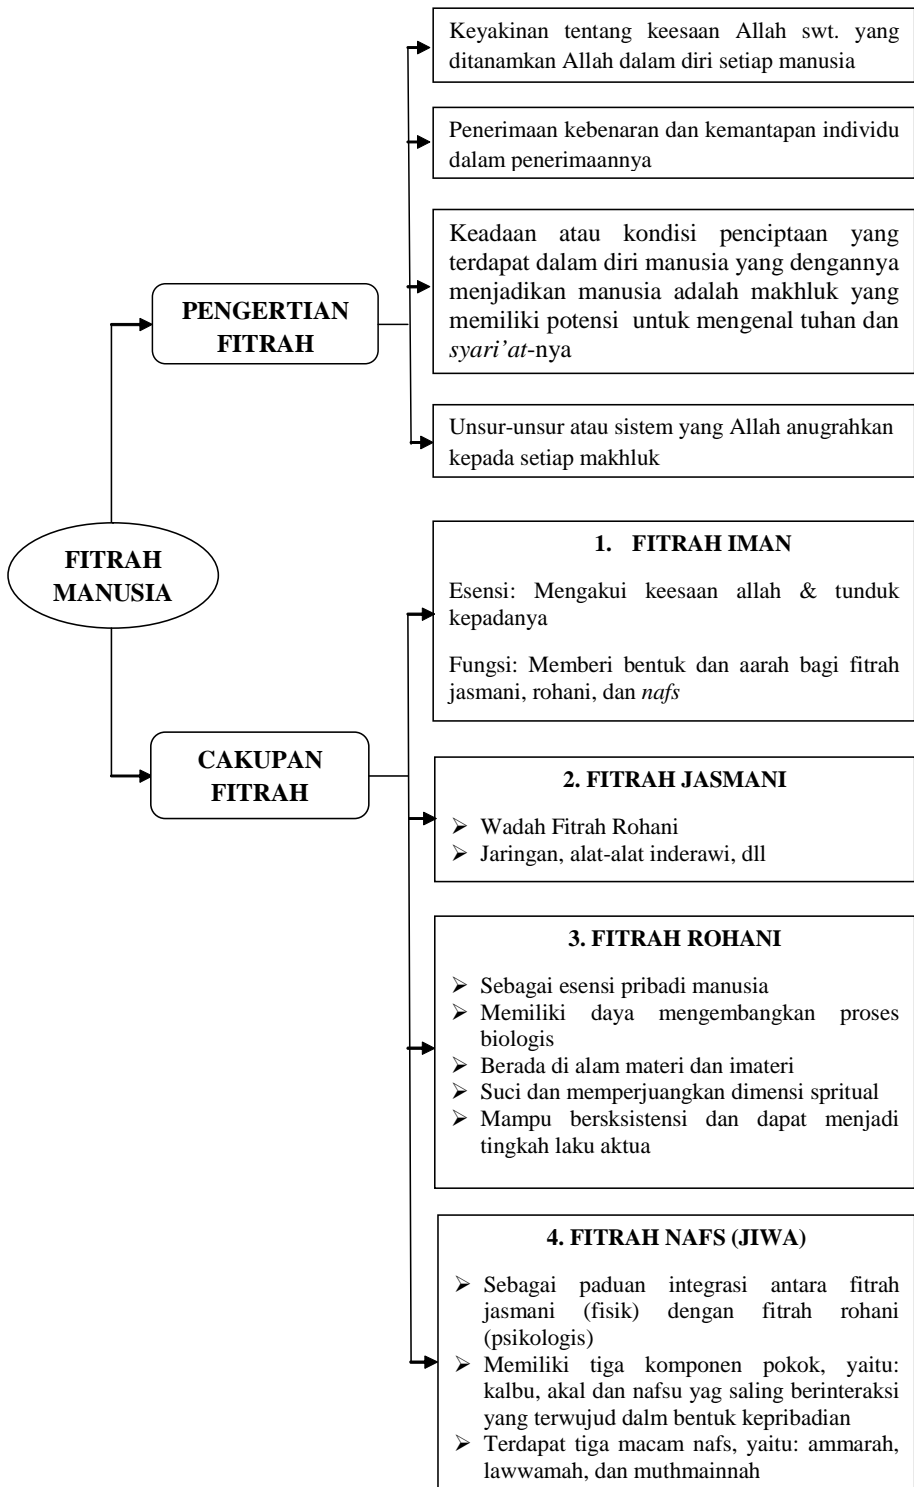 Keyakinan tentang keesaan Allah swt. yang
ditanamkan Allah dalam diri setiap manusia
Penerimaan kebenaran dan kemantapan individu
dalam penerimaannya
Keadaan atau kondisi penciptaan yang
terdapat dalam diri manusia yang dengannya
menjadikan manusia adalah makhluk yang
memiliki potensi untuk mengenal tuhan dan
syari’at-nya
PENGERTIAN
FITRAH
Unsur-unsur atau sistem yang Allah anugrahkan
kepada setiap makhluk
FITRAH
MANUSIA
1. FITRAH IMAN
Esensi: Mengakui keesaan allah & tunduk
kepadanya
Fungsi: Memberi bentuk dan aarah bagi fitrah
jasmani, rohani, dan nafs
CAKUPAN
FITRAH
2. FITRAH JASMANI
➢ Wadah Fitrah Rohani
➢ Jaringan, alat-alat inderawi, dll
3. FITRAH ROHANI
➢ Sebagai esensi pribadi manusia
➢ Memiliki daya mengembangkan proses
biologis
➢ Berada di alam materi dan imateri
➢ Suci dan memperjuangkan dimensi spritual
➢ Mampu bersksistensi dan dapat menjadi
tingkah laku aktua
4. FITRAH NAFS (JIWA)
➢ Sebagai paduan integrasi antara fitrah
jasmani (fisik) dengan fitrah rohani
(psikologis)
➢ Memiliki tiga komponen pokok, yaitu:
kalbu, akal dan nafsu yag saling berinteraksi
yang terwujud dalm bentuk kepribadian
➢ Terdapat tiga macam nafs, yaitu: ammarah,
lawwamah, dan muthmainnah